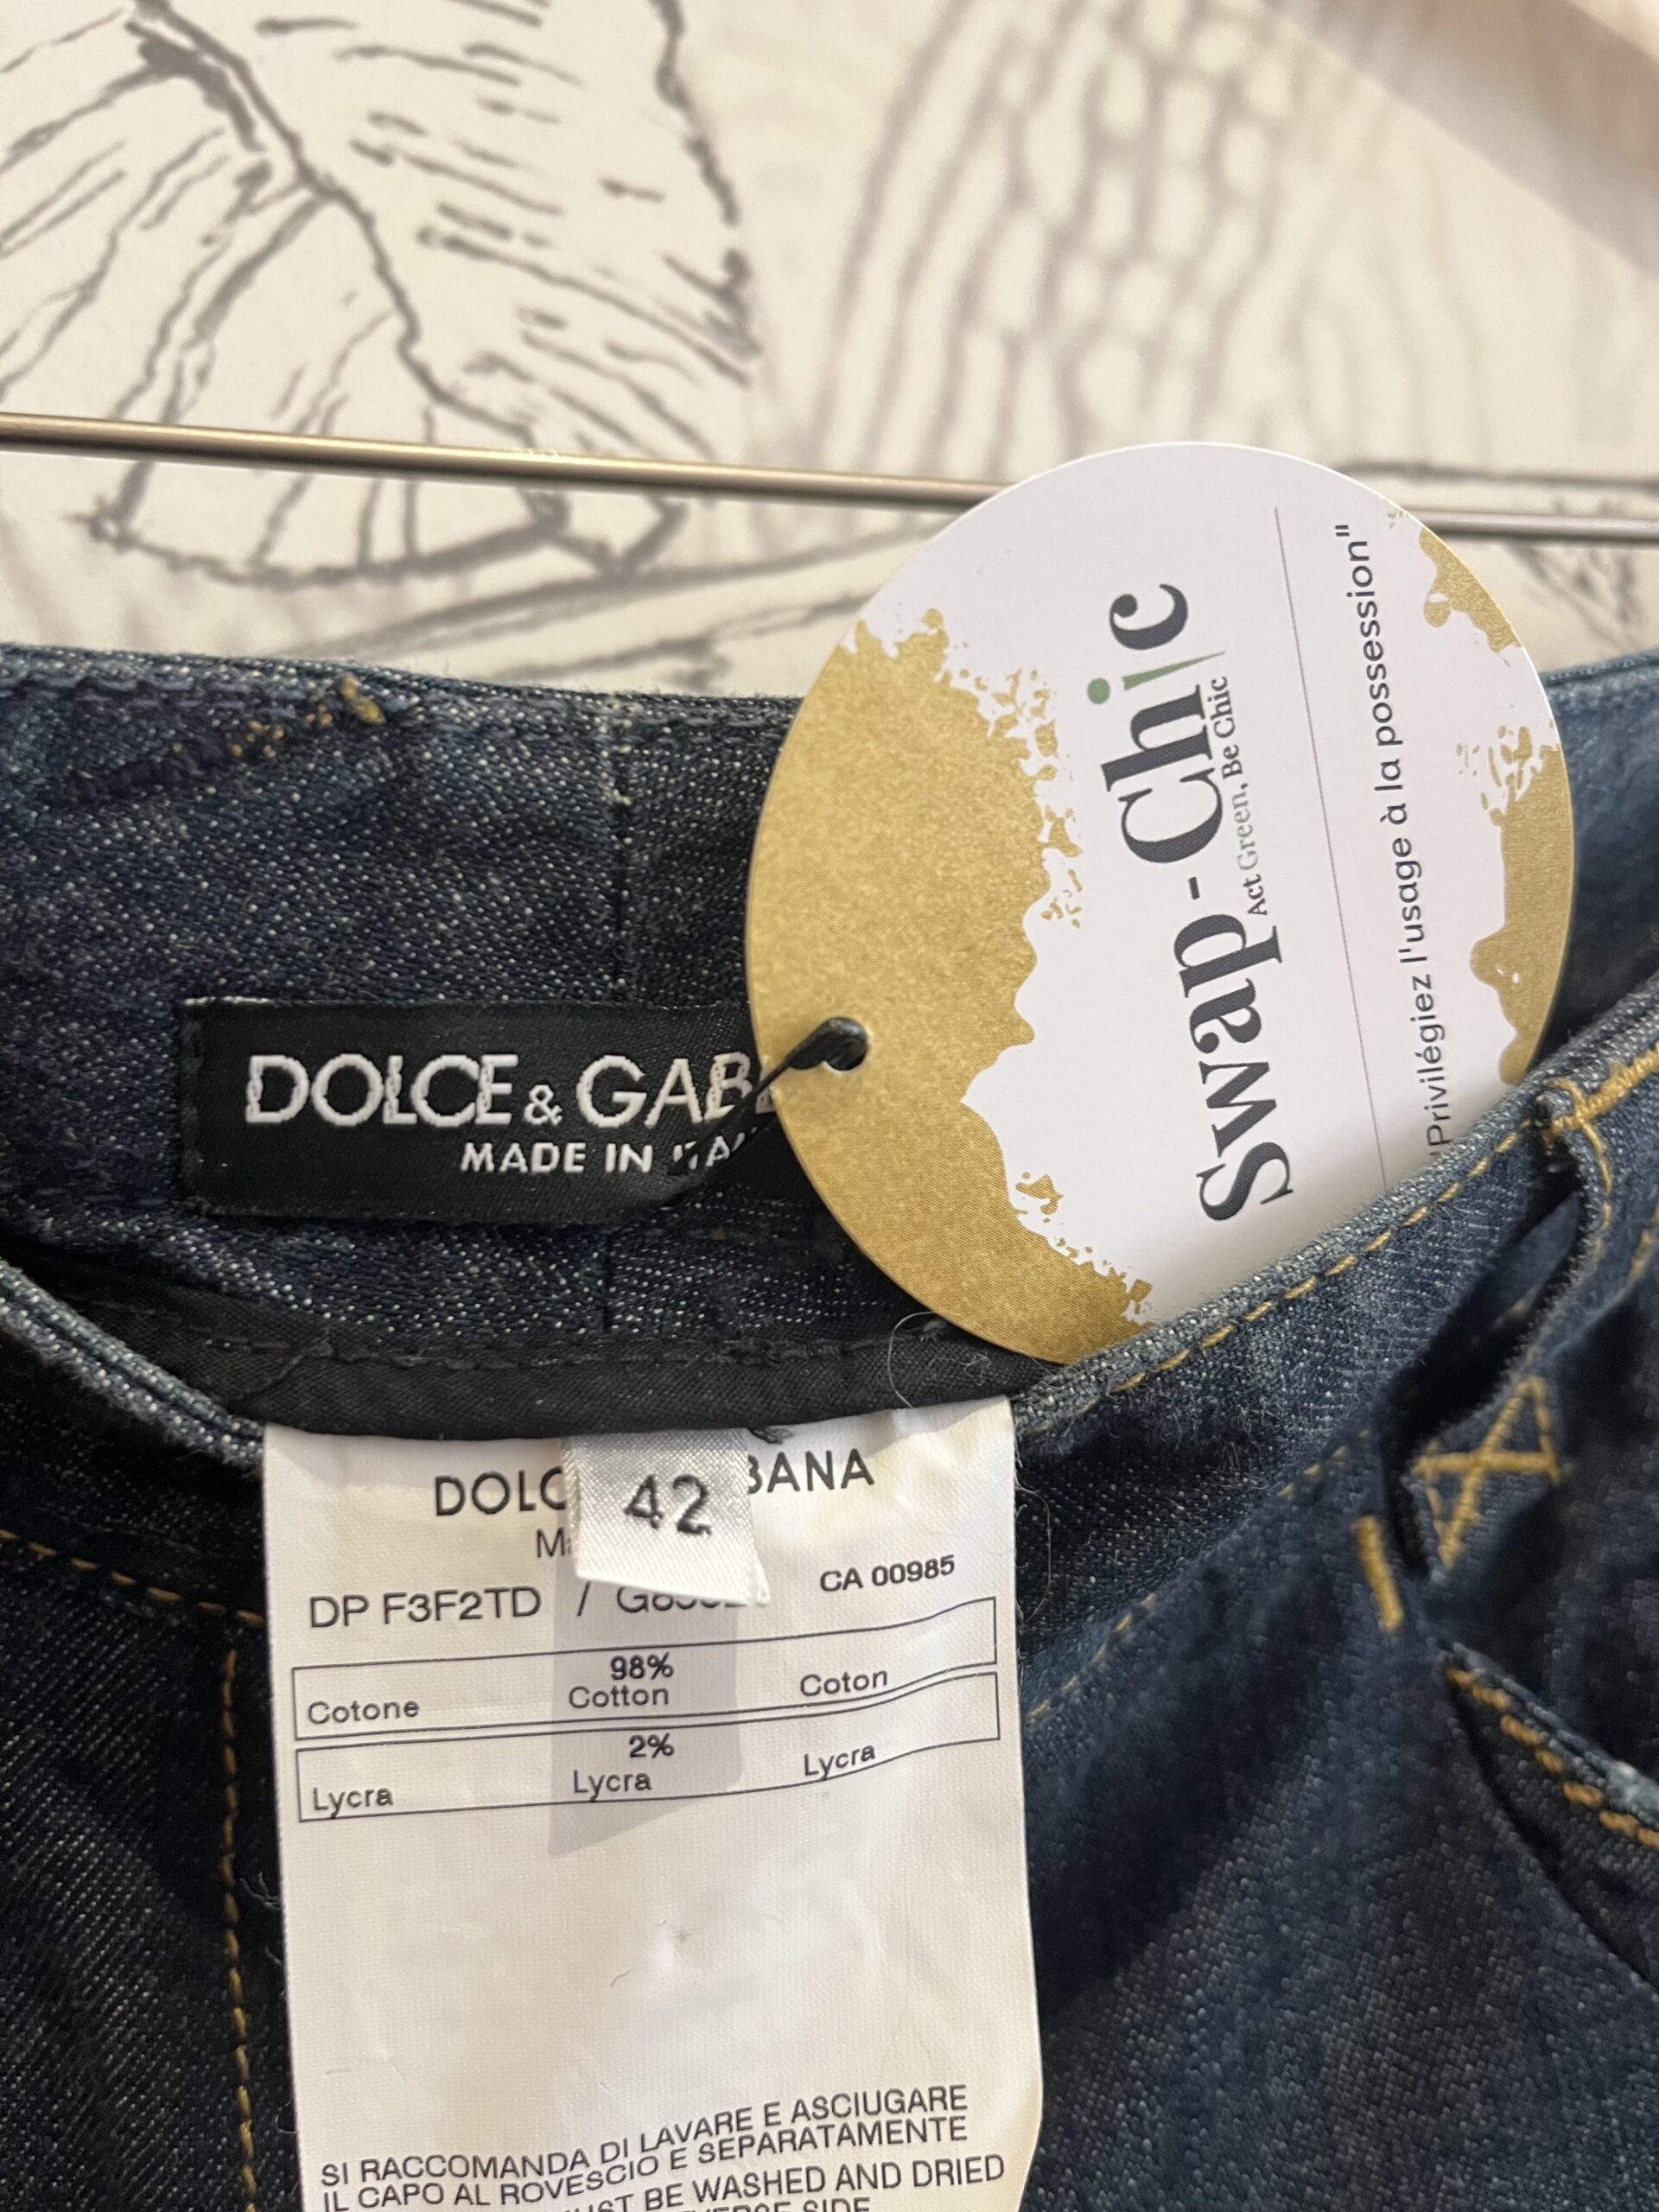 Swap-Chic
Act Green, Be Chic
"Privilégiez l'usage à la possession"
DOLCE & GAB
MADE IN ITA
42
DOLC BANA
CA 00985
DP F3F2TD /
98%
Cotone Cotton Coton
2%
Lycra Lycra Lycra
SI RACCOMANDA DI LAVARE E ASCIUGARE
IL CAPO AL ROVESCIO E SEPARATAMENTE
BE WASHED AND DRIED
SIDE